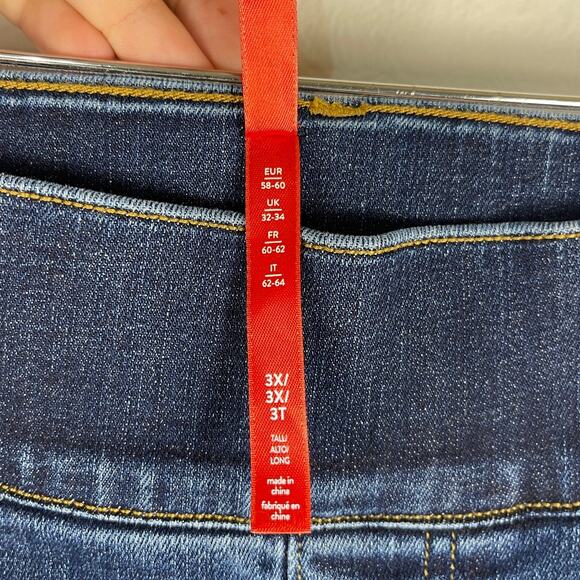 EUR
58-60
UK
32-34
FR
60-62
IT
62-64
3X/
3X/
3T
TALL/
ALTO/
LONG
made in
china
fabriqué en
chine